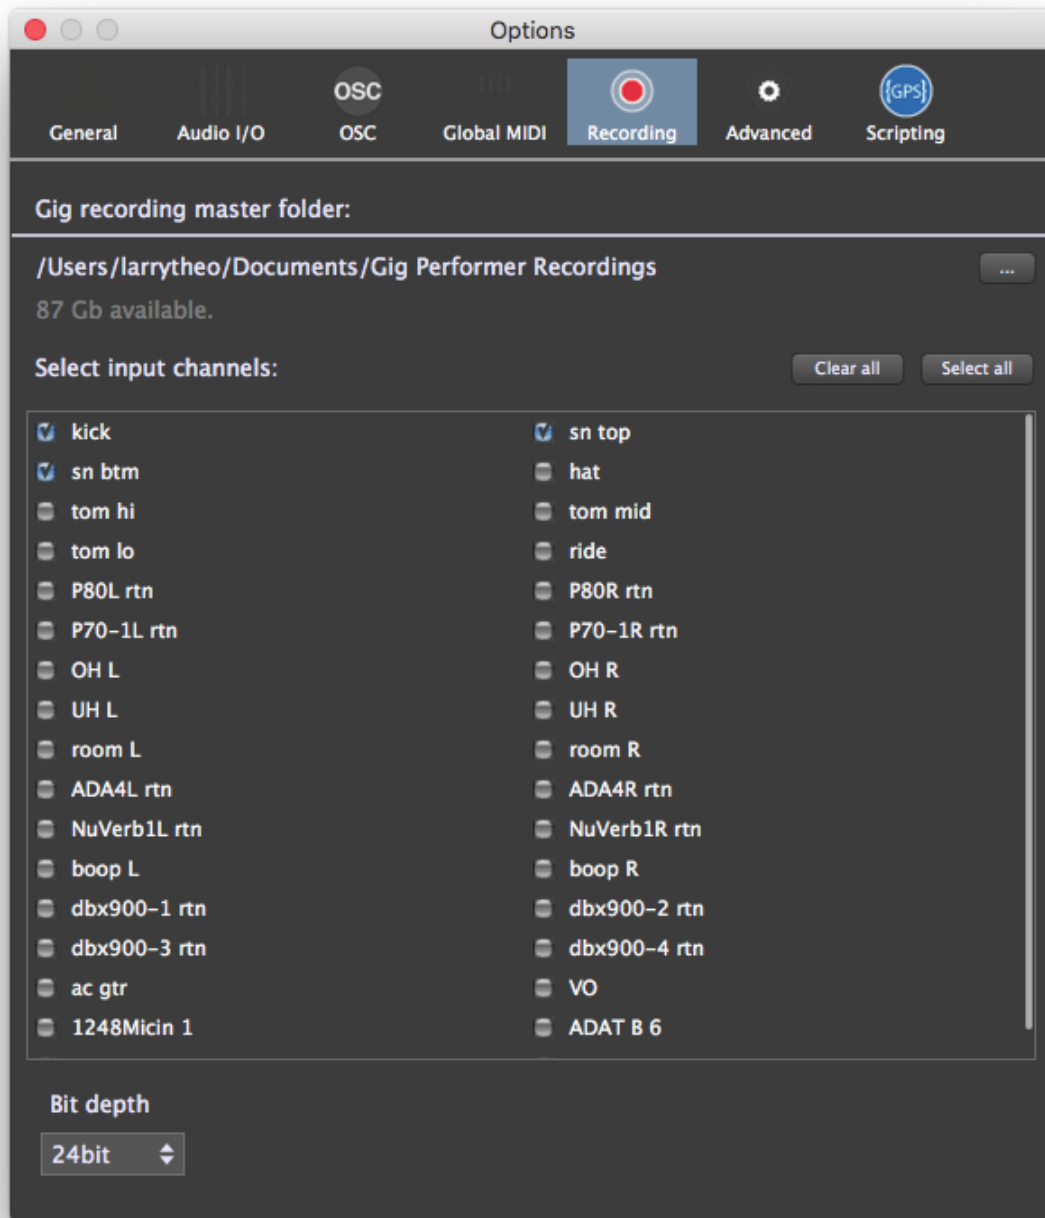 Options
OSC
{GPS}
General Audio I/O OSC Global MIDI Recording Advanced Scripting
Gig recording master folder:
/Users/larrytheo/Documents/Gig Performer Recordings ...
87 Gb available.
Select input channels: Clear all Select all
kick sn top
sn btm hat
tom hi tom mid
tom lo ride
P80L rtn P80R rtn
P70-1L rtn P70-1R rtn
OH L OH R
UH L UH R
room L room R
ADA4L rtn ADA4R rtn
NuVerb1L rtn NuVerb1R rtn
boop L boop R
dbx900-1 rtn dbx900-2 rtn
dbx900-3 rtn dbx900-4 rtn
ac gtr VO
1248Micin 1 ADAT B 6
Bit depth
24bit